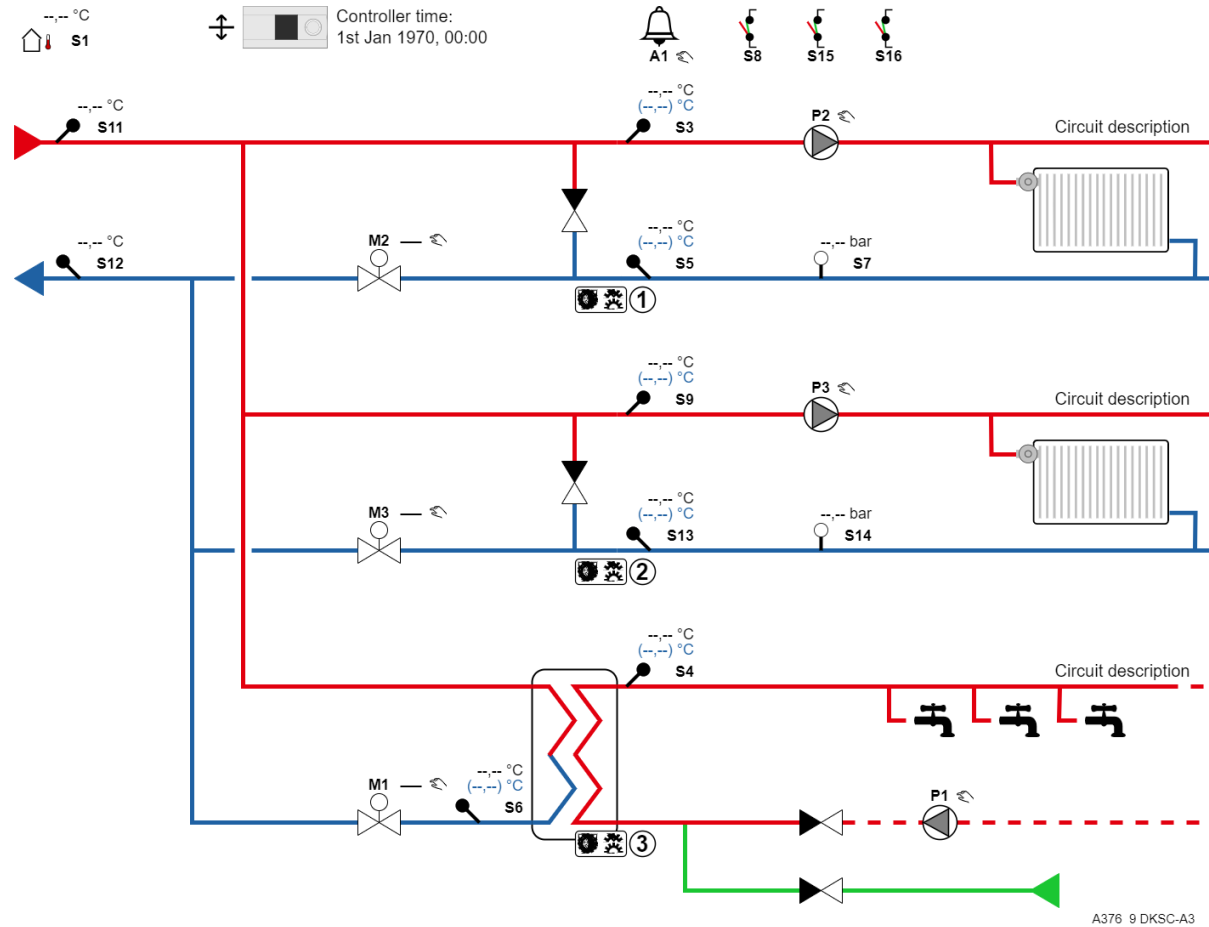 --,-- °C
S1
Controller time:
1st Jan 1970, 00:00
A1
S8
S15
S16
--,-- °C
S11
--,-- °C
(--,--) °C
S3
P2
Circuit description
--,-- °C
S12
M2
--,-- °C
(--,--) °C
S5
--,-- bar
S7
1
--,-- °C
(--,--) °C
S9
P3
Circuit description
M3
--,-- °C
(--,--) °C
S13
--,-- bar
S14
2
--,-- °C
(--,--) °C
S4
Circuit description
M1
--,-- °C
(--,--) °C
S6
P1
3
A376_9 DKSC-A3